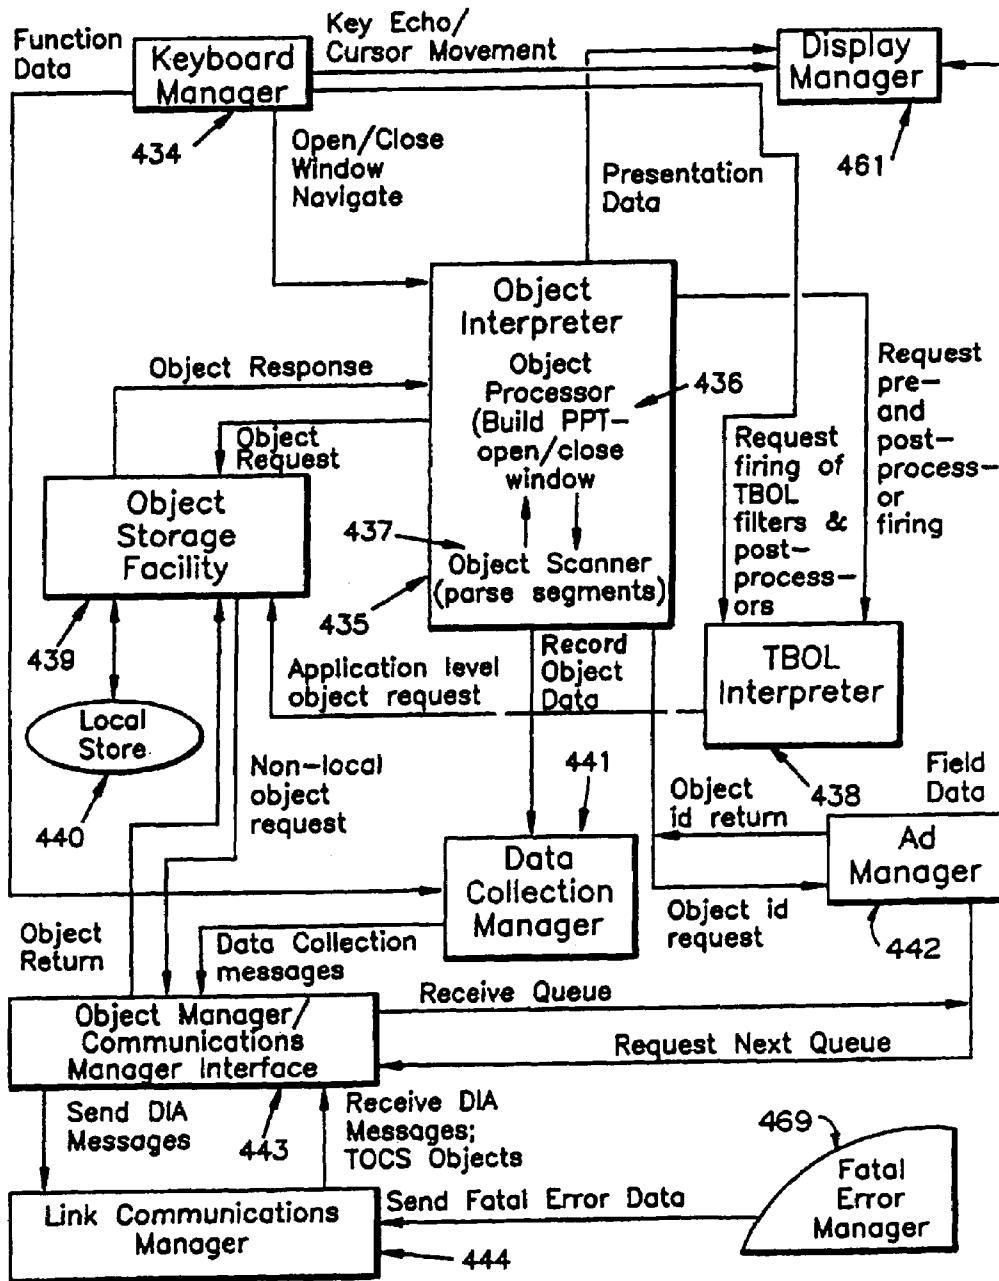 Function
Data
Keyboard
Manager
434
Key Echo/
Cursor Movement
Display
Manager
461
Open/Close
Window
Navigate
Presentation
Data
Object
Interpreter
Object
Processor
(Build PPT-
open/close
window
436
437
Object Scanner
(parse segments)
435
Object Response
Object
Request
Object
Storage
Facility
439
Local
Store
440
Request
firing of
TBOL
filters &
post-
process-
ors
Request
pre-
and
post-
process-
or
firing
TBOL
Interpreter
438
Application level
object request
Record
Object
Data
Non-local
object
request
441
Data
Collection
Manager
Object
id return
Object id
request
Field
Data
Ad
Manager
442
Object
Return
Data Collection
messages
Object Manager/
Communications
Manager Interface
443
Receive Queue
Request Next Queue
Send DIA
Messages
Receive DIA
Messages;
TOCS Objects
Link Communications
Manager
444
Send Fatal Error Data
469
Fatal
Error
Manager